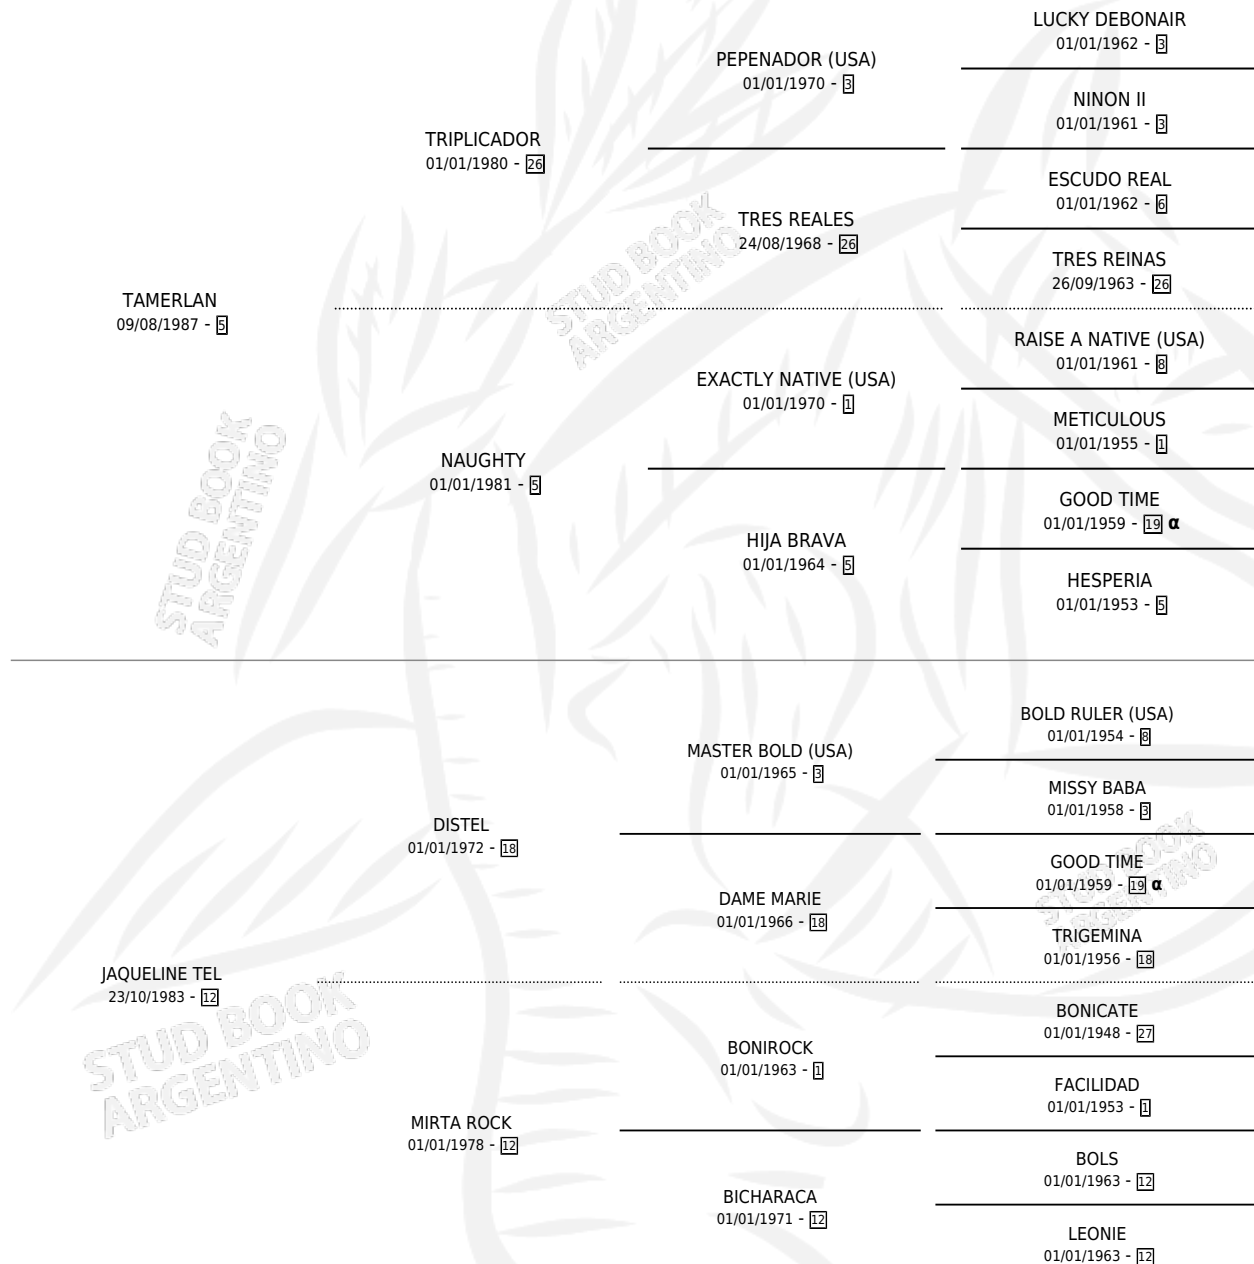 LUCKY DEBONAIR
01/01/1962 - 3
PEPENADOR (USA)
01/01/1970 - 3
NINON II
01/01/1961 - 3
TRIPLICADOR
01/01/1980 - 26
ESCUDO REAL
01/01/1962 - 6
TRES REALES
24/08/1968 - 26
TRES REINAS
26/09/1963 - 26
TAMERLAN
09/08/1987 - 5
RAISE A NATIVE (USA)
01/01/1961 - 8
EXACTLY NATIVE (USA)
01/01/1970 - 1
METICULOUS
01/01/1955 - 1
NAUGHTY
01/01/1981 - 5
GOOD TIME
01/01/1959 - 19 α
HIJA BRAVA
01/01/1964 - 5
HESPERIA
01/01/1953 - 5
BOLD RULER (USA)
01/01/1954 - 8
MASTER BOLD (USA)
01/01/1965 - 3
MISSY BABA
01/01/1958 - 3
DISTEL
01/01/1972 - 18
GOOD TIME
01/01/1959 - 19 α
DAME MARIE
01/01/1966 - 18
TRIGEMINA
01/01/1956 - 18
JAQUELINE TEL
23/10/1983 - 12
BONICATE
01/01/1948 - 27
BONIROCK
01/01/1963 - 1
FACILIDAD
01/01/1953 - 1
MIRTA ROCK
01/01/1978 - 12
BOLS
01/01/1963 - 12
BICHARACA
01/01/1971 - 12
LEONIE
01/01/1963 - 12
STUD BOOK
ARGENTINO
STUD BOOK
ARGENTINO
STUD BOOK
ARGENTINO
STUD BOOK
ARGENTINO